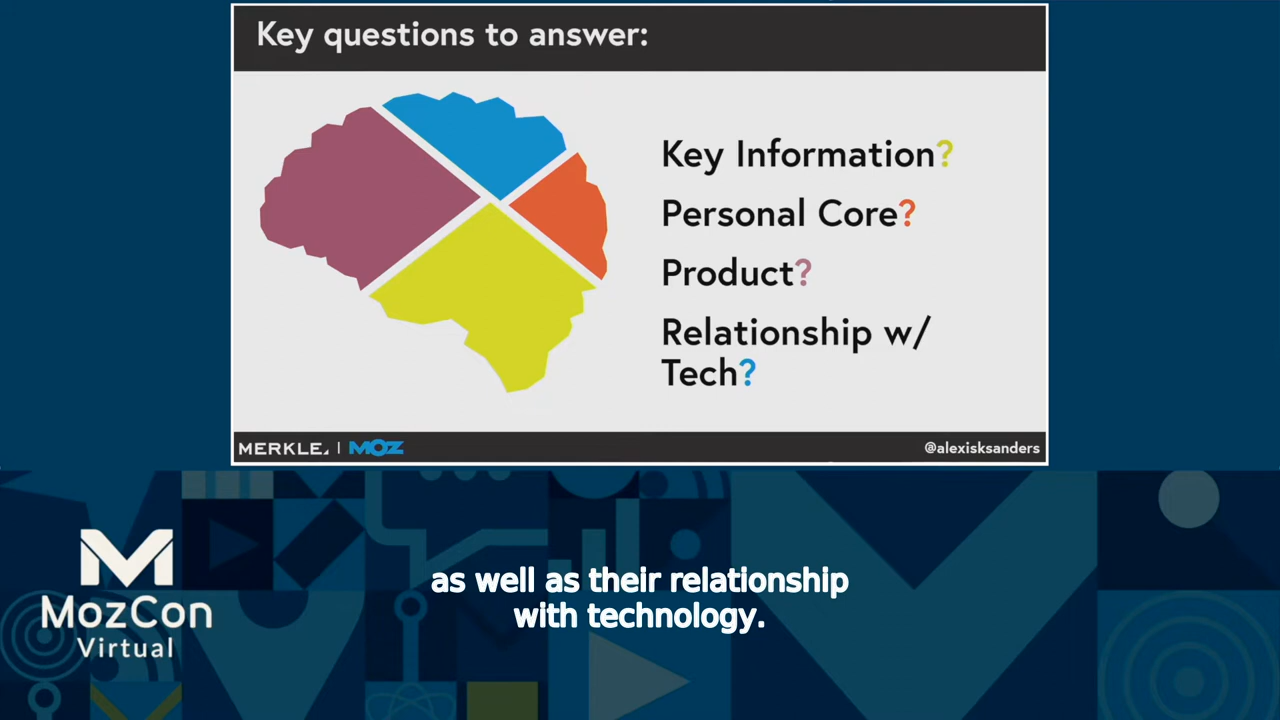 Key questions to answer:
Key Information?
Personal Core?
Product?
Relationship w/
Tech?
MERKLE. | MOZ
@alexisksanders
M
MozCon
Virtual
as well as their relationship
with technology.